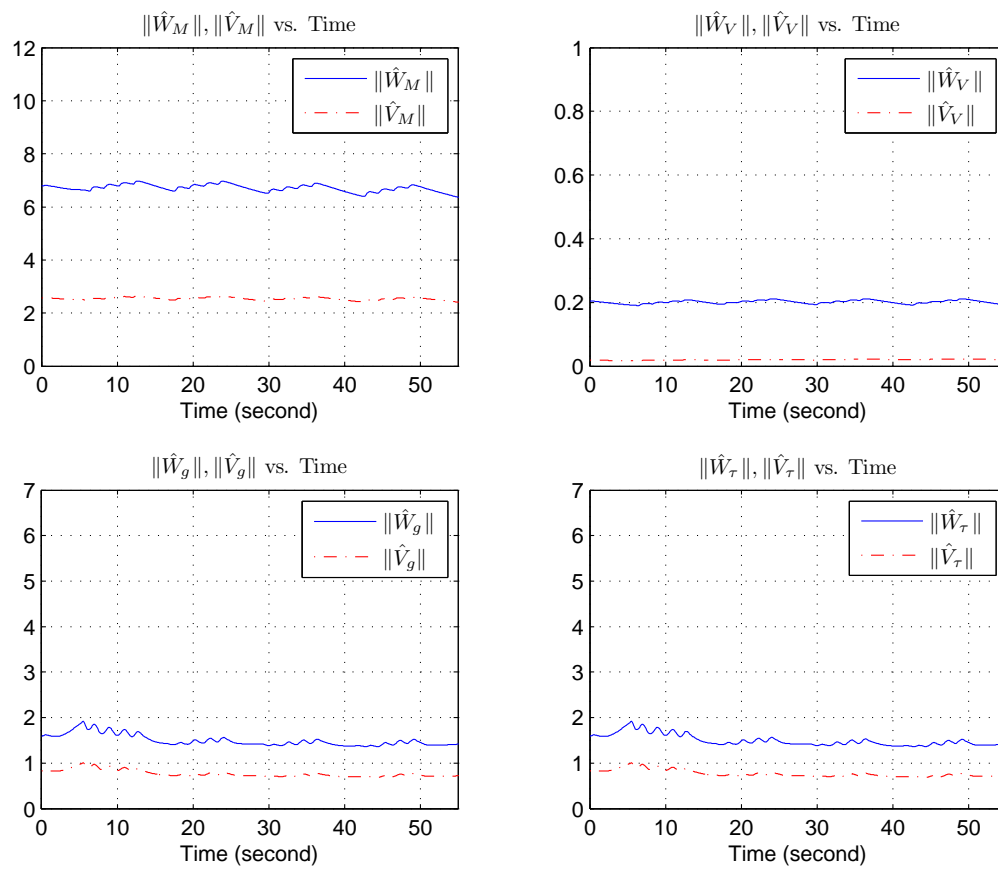 ‖Ŵ_M‖, ‖V̂_M‖ vs. Time
12
10
8
6
4
2
0
0 10 20 30 40 50
Time (second)
‖Ŵ_M‖
‖V̂_M‖
‖Ŵ_V‖, ‖V̂_V‖ vs. Time
1
0.8
0.6
0.4
0.2
0
0 10 20 30 40 50
Time (second)
‖Ŵ_V‖
‖V̂_V‖
‖Ŵ_g‖, ‖V̂_g‖ vs. Time
7
6
5
4
3
2
1
0
0 10 20 30 40 50
Time (second)
‖Ŵ_g‖
‖V̂_g‖
‖Ŵ_τ‖, ‖V̂_τ‖ vs. Time
7
6
5
4
3
2
1
0
0 10 20 30 40 50
Time (second)
‖Ŵ_τ‖
‖V̂_τ‖